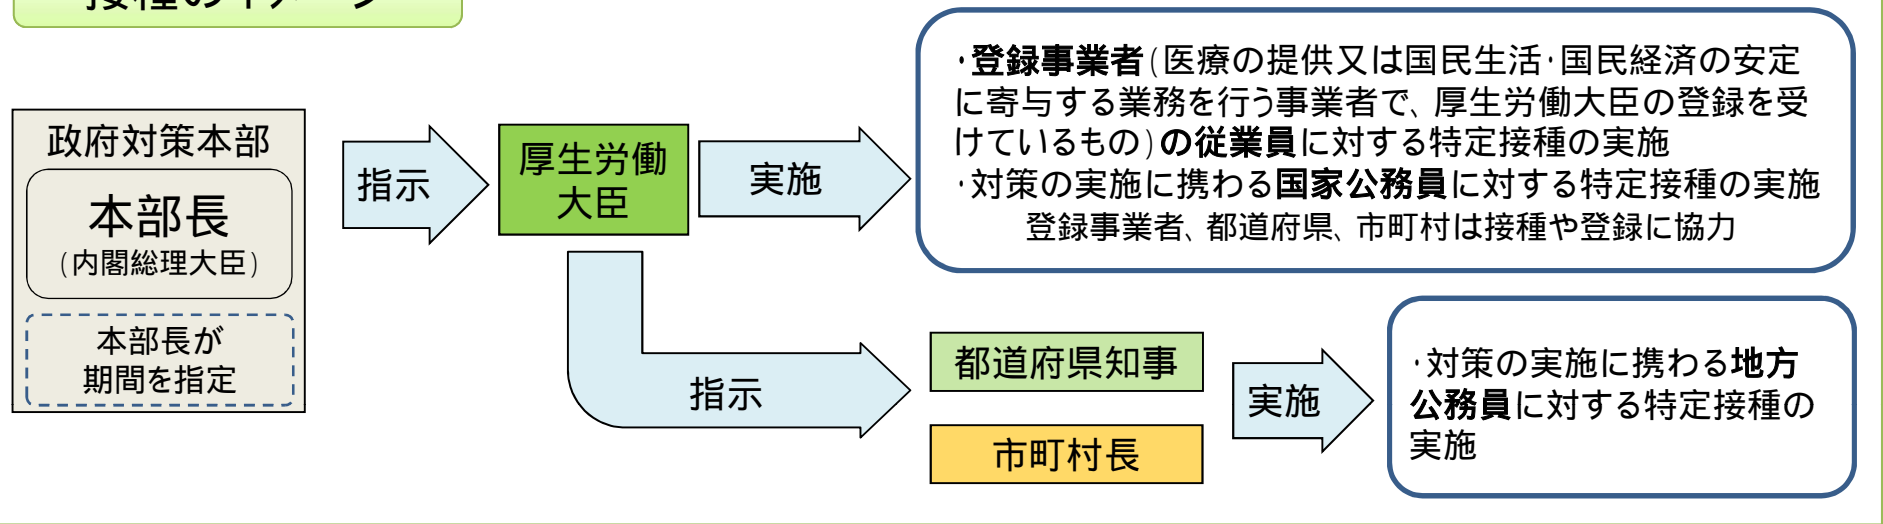 接種のイメージ
政府対策本部
本部長
(内閣総理大臣)
本部長が
期間を指定
指示
厚生労働
大臣
実施
・登録事業者(医療の提供又は国民生活・国民経済の安定
に寄与する業務を行う事業者で、厚生労働大臣の登録を受
けているもの)の従業員に対する特定接種の実施
・対策の実施に携わる国家公務員に対する特定接種の実施
登録事業者、都道府県、市町村は接種や登録に協力
指示
都道府県知事
市町村長
実施
・対策の実施に携わる地方
公務員に対する特定接種の
実施